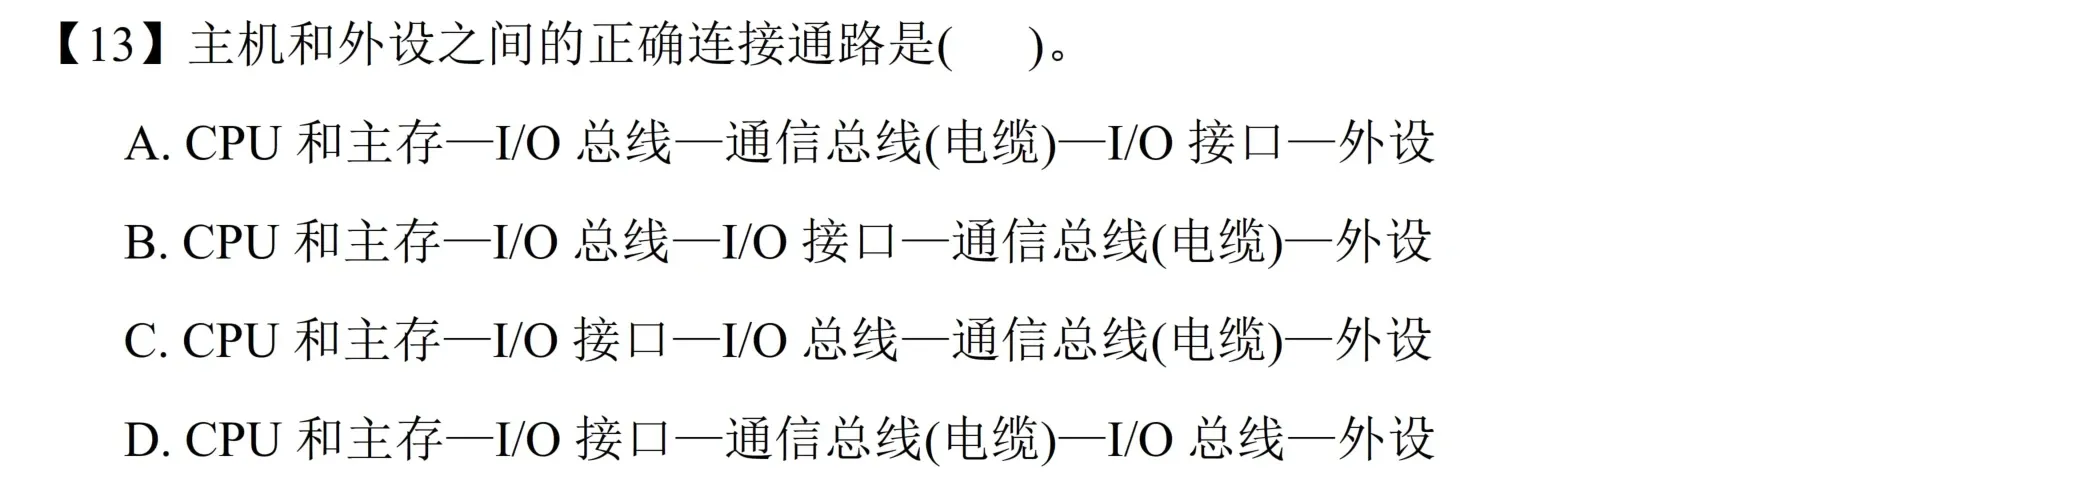 【13】主机和外设之间的正确连接通路是(   )。
A. CPU 和主存—I/O 总线—通信总线(电缆)—I/O 接口—外设
B. CPU 和主存—I/O 总线—I/O 接口—通信总线(电缆)—外设
C. CPU 和主存—I/O 接口—I/O 总线—通信总线(电缆)—外设
D. CPU 和主存—I/O 接口—通信总线(电缆)—I/O 总线—外设